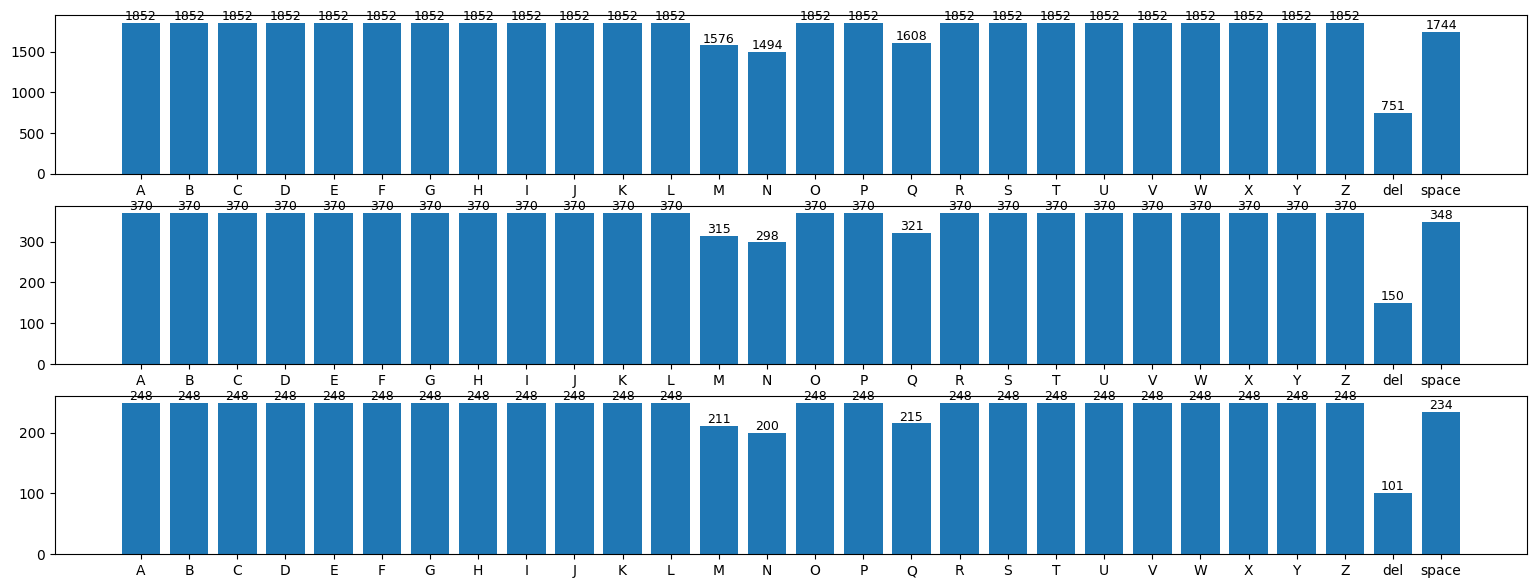 1852 1852 1852 1852 1852 1852 1852 1852 1852 1852 1852 1852 1576 1494 1852 1852 1608 1852 1852 1852 1852 1852 1852 1852 1852 1852 751 1744
1500
1000
500
0
A B C D E F G H I J K L M N O P Q R S T U V W X Y Z del space
370 370 370 370 370 370 370 370 370 370 370 370 315 298 370 370 321 370 370 370 370 370 370 370 370 370 150 348
300
200
100
0
A B C D E F G H I J K L M N O P Q R S T U V W X Y Z del space
248 248 248 248 248 248 248 248 248 248 248 248 211 200 248 248 215 248 248 248 248 248 248 248 248 248 101 234
200
100
0
A B C D E F G H I J K L M N O P Q R S T U V W X Y Z del space